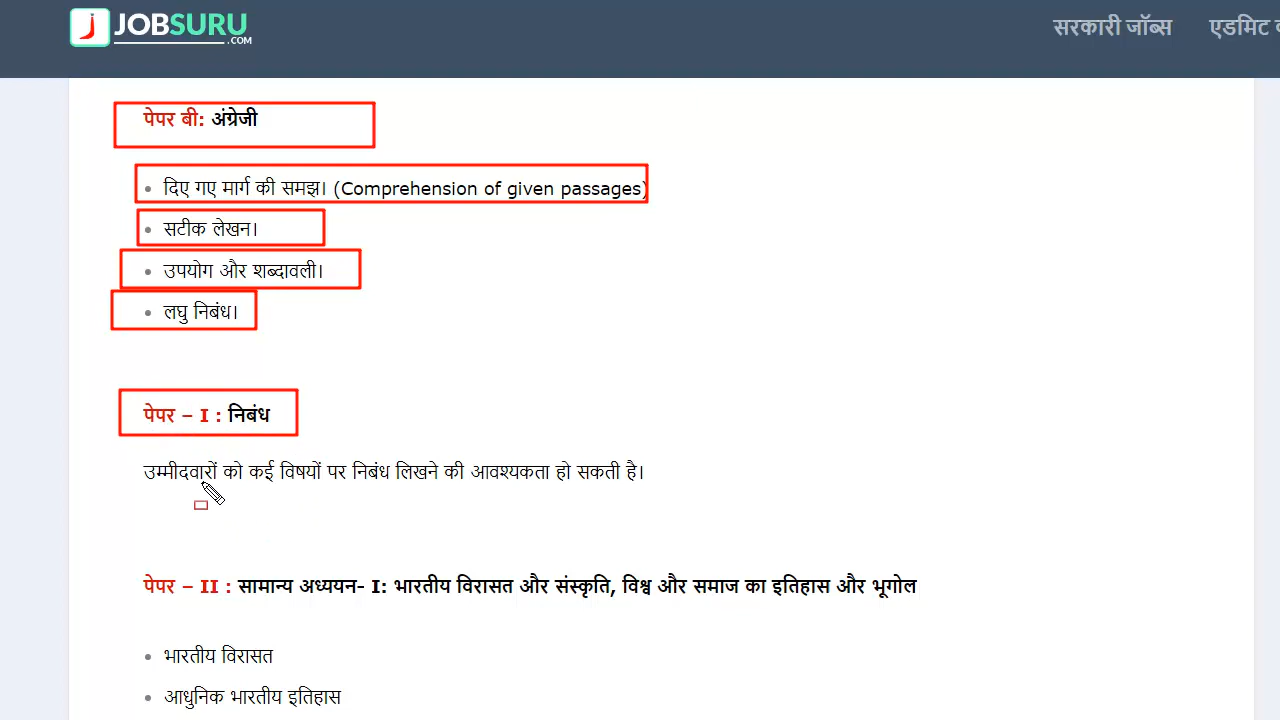 JOBSURU
.COM
सरकारी जॉब्स
एडमिट
पेपर बी: अंग्रेजी
दिए गए मार्ग की समझ। (Comprehension of given passages)
सटीक लेखन।
उपयोग और शब्दावली।
लघु निबंध।
पेपर – I : निबंध
उम्मीदवारों को कई विषयों पर निबंध लिखने की आवश्यकता हो सकती है।
पेपर – II : सामान्य अध्ययन- I: भारतीय विरासत और संस्कृति, विश्व और समाज का इतिहास और भूगोल
भारतीय विरासत
आधुनिक भारतीय इतिहास